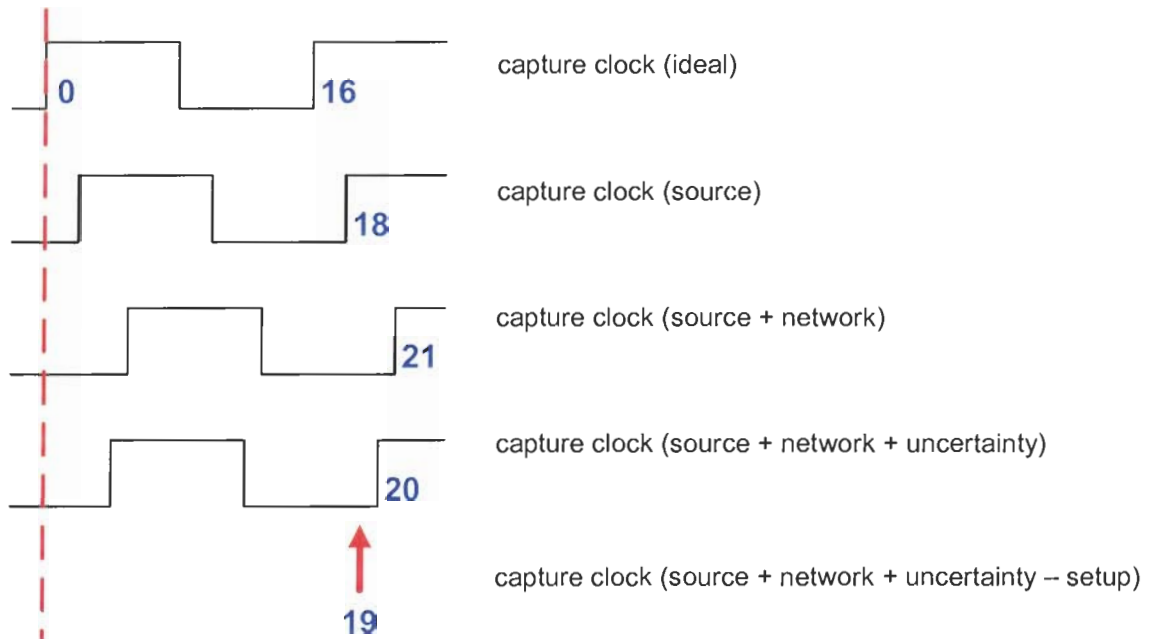 0
16
capture clock (ideal)
18
capture clock (source)
21
capture clock (source + network)
20
capture clock (source + network + uncertainty)
19
capture clock (source + network + uncertainty – setup)